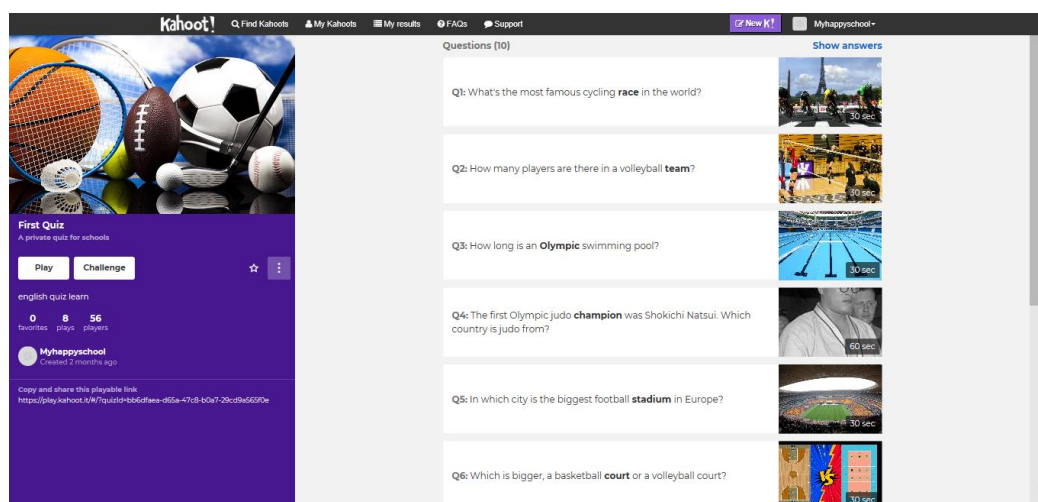 Kahoot! Find Kahoots My Kahoots My results FAQs Support New K! Myhappyschool
Questions (10) Show answers
Q1: What's the most famous cycling race in the world?
30 sec
Q2: How many players are there in a volleyball team?
30 sec
Q3: How long is an Olympic swimming pool?
30 sec
Q4: The first Olympic judo champion was Shokichi Natsui. Which
country is judo from?
60 sec
Q5: In which city is the biggest football stadium in Europe?
30 sec
Q6: Which is bigger, a basketball court or a volleyball court?
VS
30 sec
First Quiz
A private quiz for schools
Play Challenge
english quiz learn
0 8 56
favorites plays players
Myhappyschool
Created 2 months ago
Copy and share this playable link
https://play.kahoot.it/#/?quizId=bb6dfaea-d65a-47c8-b0a7-29cd9a565f0e